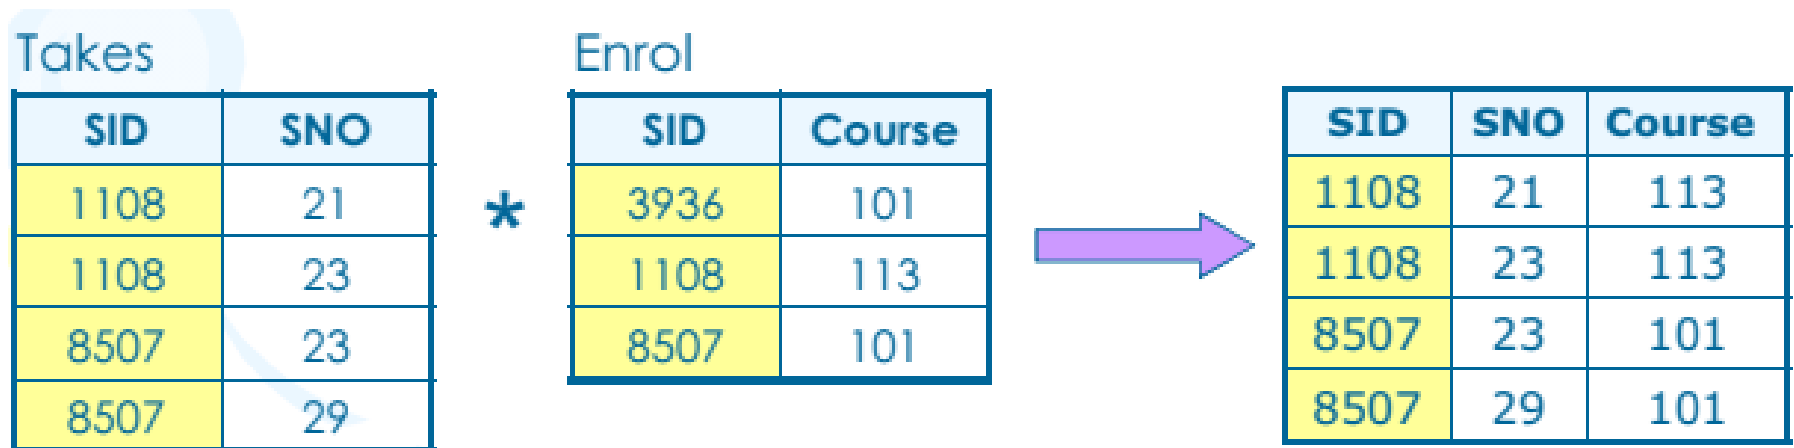 Takes
SID SNO
1108 21
1108 23
8507 23
8507 29
*
Enrol
SID Course
3936 101
1108 113
8507 101
SID SNO Course
1108 21 113
1108 23 113
8507 23 101
8507 29 101